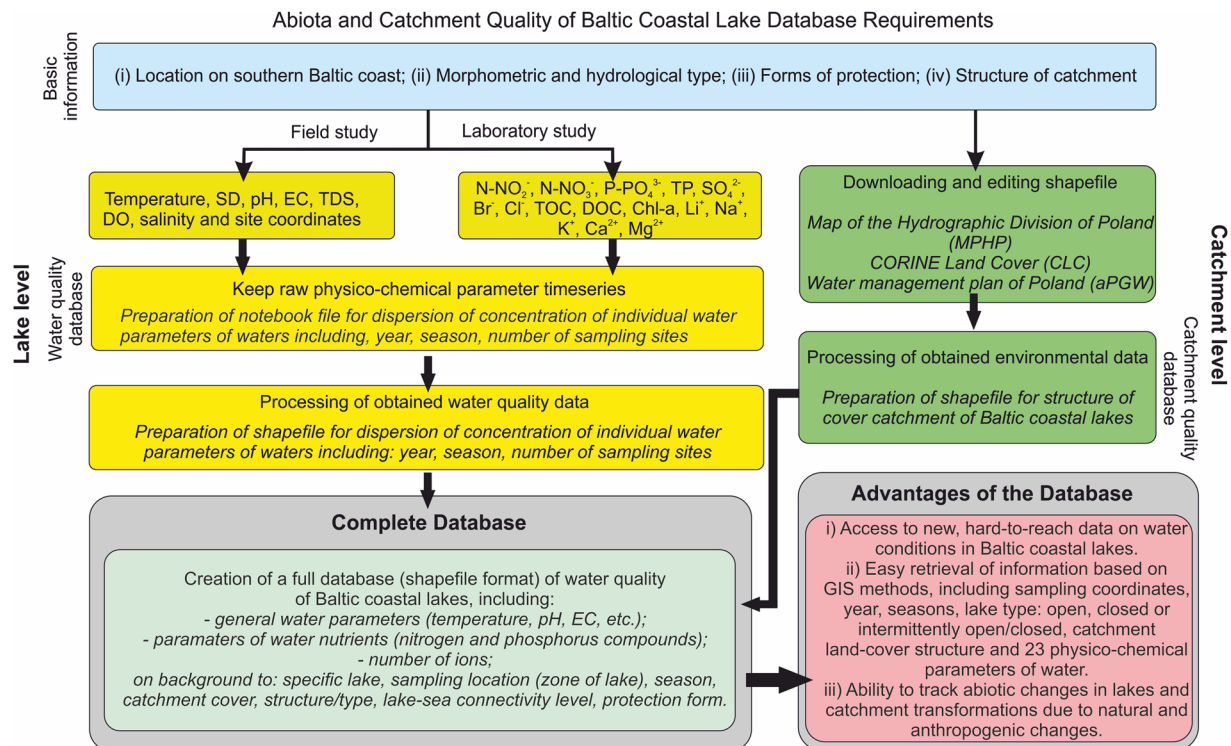 Abiota and Catchment Quality of Baltic Coastal Lake Database Requirements
Basic
information
(i) Location on southern Baltic coast; (ii) Morphometric and hydrological type; (iii) Forms of protection; (iv) Structure of catchment
Field study
Laboratory study
Temperature, SD, pH, EC, TDS,
DO, salinity and site coordinates
N-NO₂⁻, N-NO₃⁻, P-PO₄³⁻, TP, SO₄²⁻,
Br⁻, Cl⁻, TOC, DOC, Chl-a, Li⁺, Na⁺,
K⁺, Ca²⁺, Mg²⁺
Lake level
Water quality
database
Keep raw physico-chemical parameter timeseries
Preparation of notebook file for dispersion of concentration of individual water
parameters of waters including, year, season, number of sampling sites
Processing of obtained water quality data
Preparation of shapefile for dispersion of concentration of individual water
parameters of waters including: year, season, number of sampling sites
Downloading and editing shapefile
Map of the Hydrographic Division of Poland
(MPHP)
CORINE Land Cover (CLC)
Water management plan of Poland (aPGW)
Processing of obtained environmental data
Preparation of shapefile for structure of
cover catchment of Baltic coastal lakes
Catchment level
Catchment quality
database
Complete Database
Creation of a full database (shapefile format) of water quality
of Baltic coastal lakes, including:
- general water parameters (temperature, pH, EC, etc.);
- paramaters of water nutrients (nitrogen and phosphorus compounds);
- number of ions;
on background to: specific lake, sampling location (zone of lake), season,
catchment cover, structure/type, lake-sea connectivity level, protection form.
Advantages of the Database
i) Access to new, hard-to-reach data on water
conditions in Baltic coastal lakes.
ii) Easy retrieval of information based on
GIS methods, including sampling coordinates,
year, seasons, lake type: open, closed or
intermittently open/closed, catchment
land-cover structure and 23 physico-chemical
parameters of water.
iii) Ability to track abiotic changes in lakes and
catchment transformations due to natural and
anthropogenic changes.